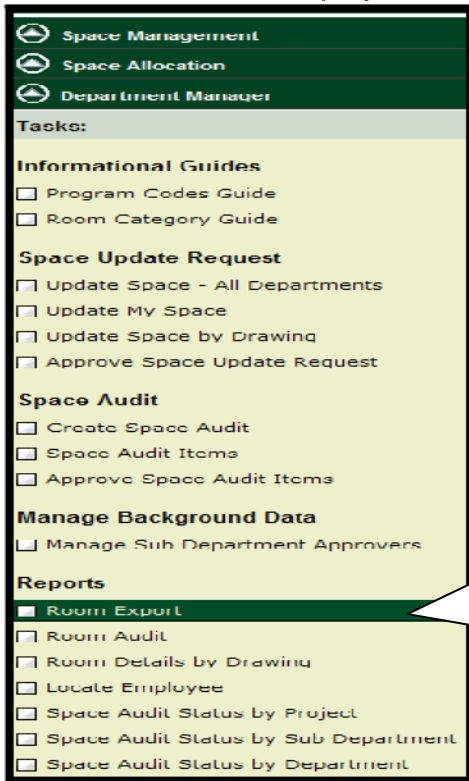 Space Management
Space Allocation
Department Manager
Tasks:
Informational Guides
Program Codes Guide
Room Category Guide
Space Update Request
Update Space - All Departments
Update My Space
Update Space by Drawing
Approve Space Update Request
Space Audit
Create Space Audit
Space Audit Items
Approve Space Audit Items
Manage Background Data
Manage Sub Department Approvers
Reports
Room Export
Room Audit
Room Details by Drawing
Locate Employee
Space Audit Status by Project
Space Audit Status by Sub Department
Space Audit Status by Department